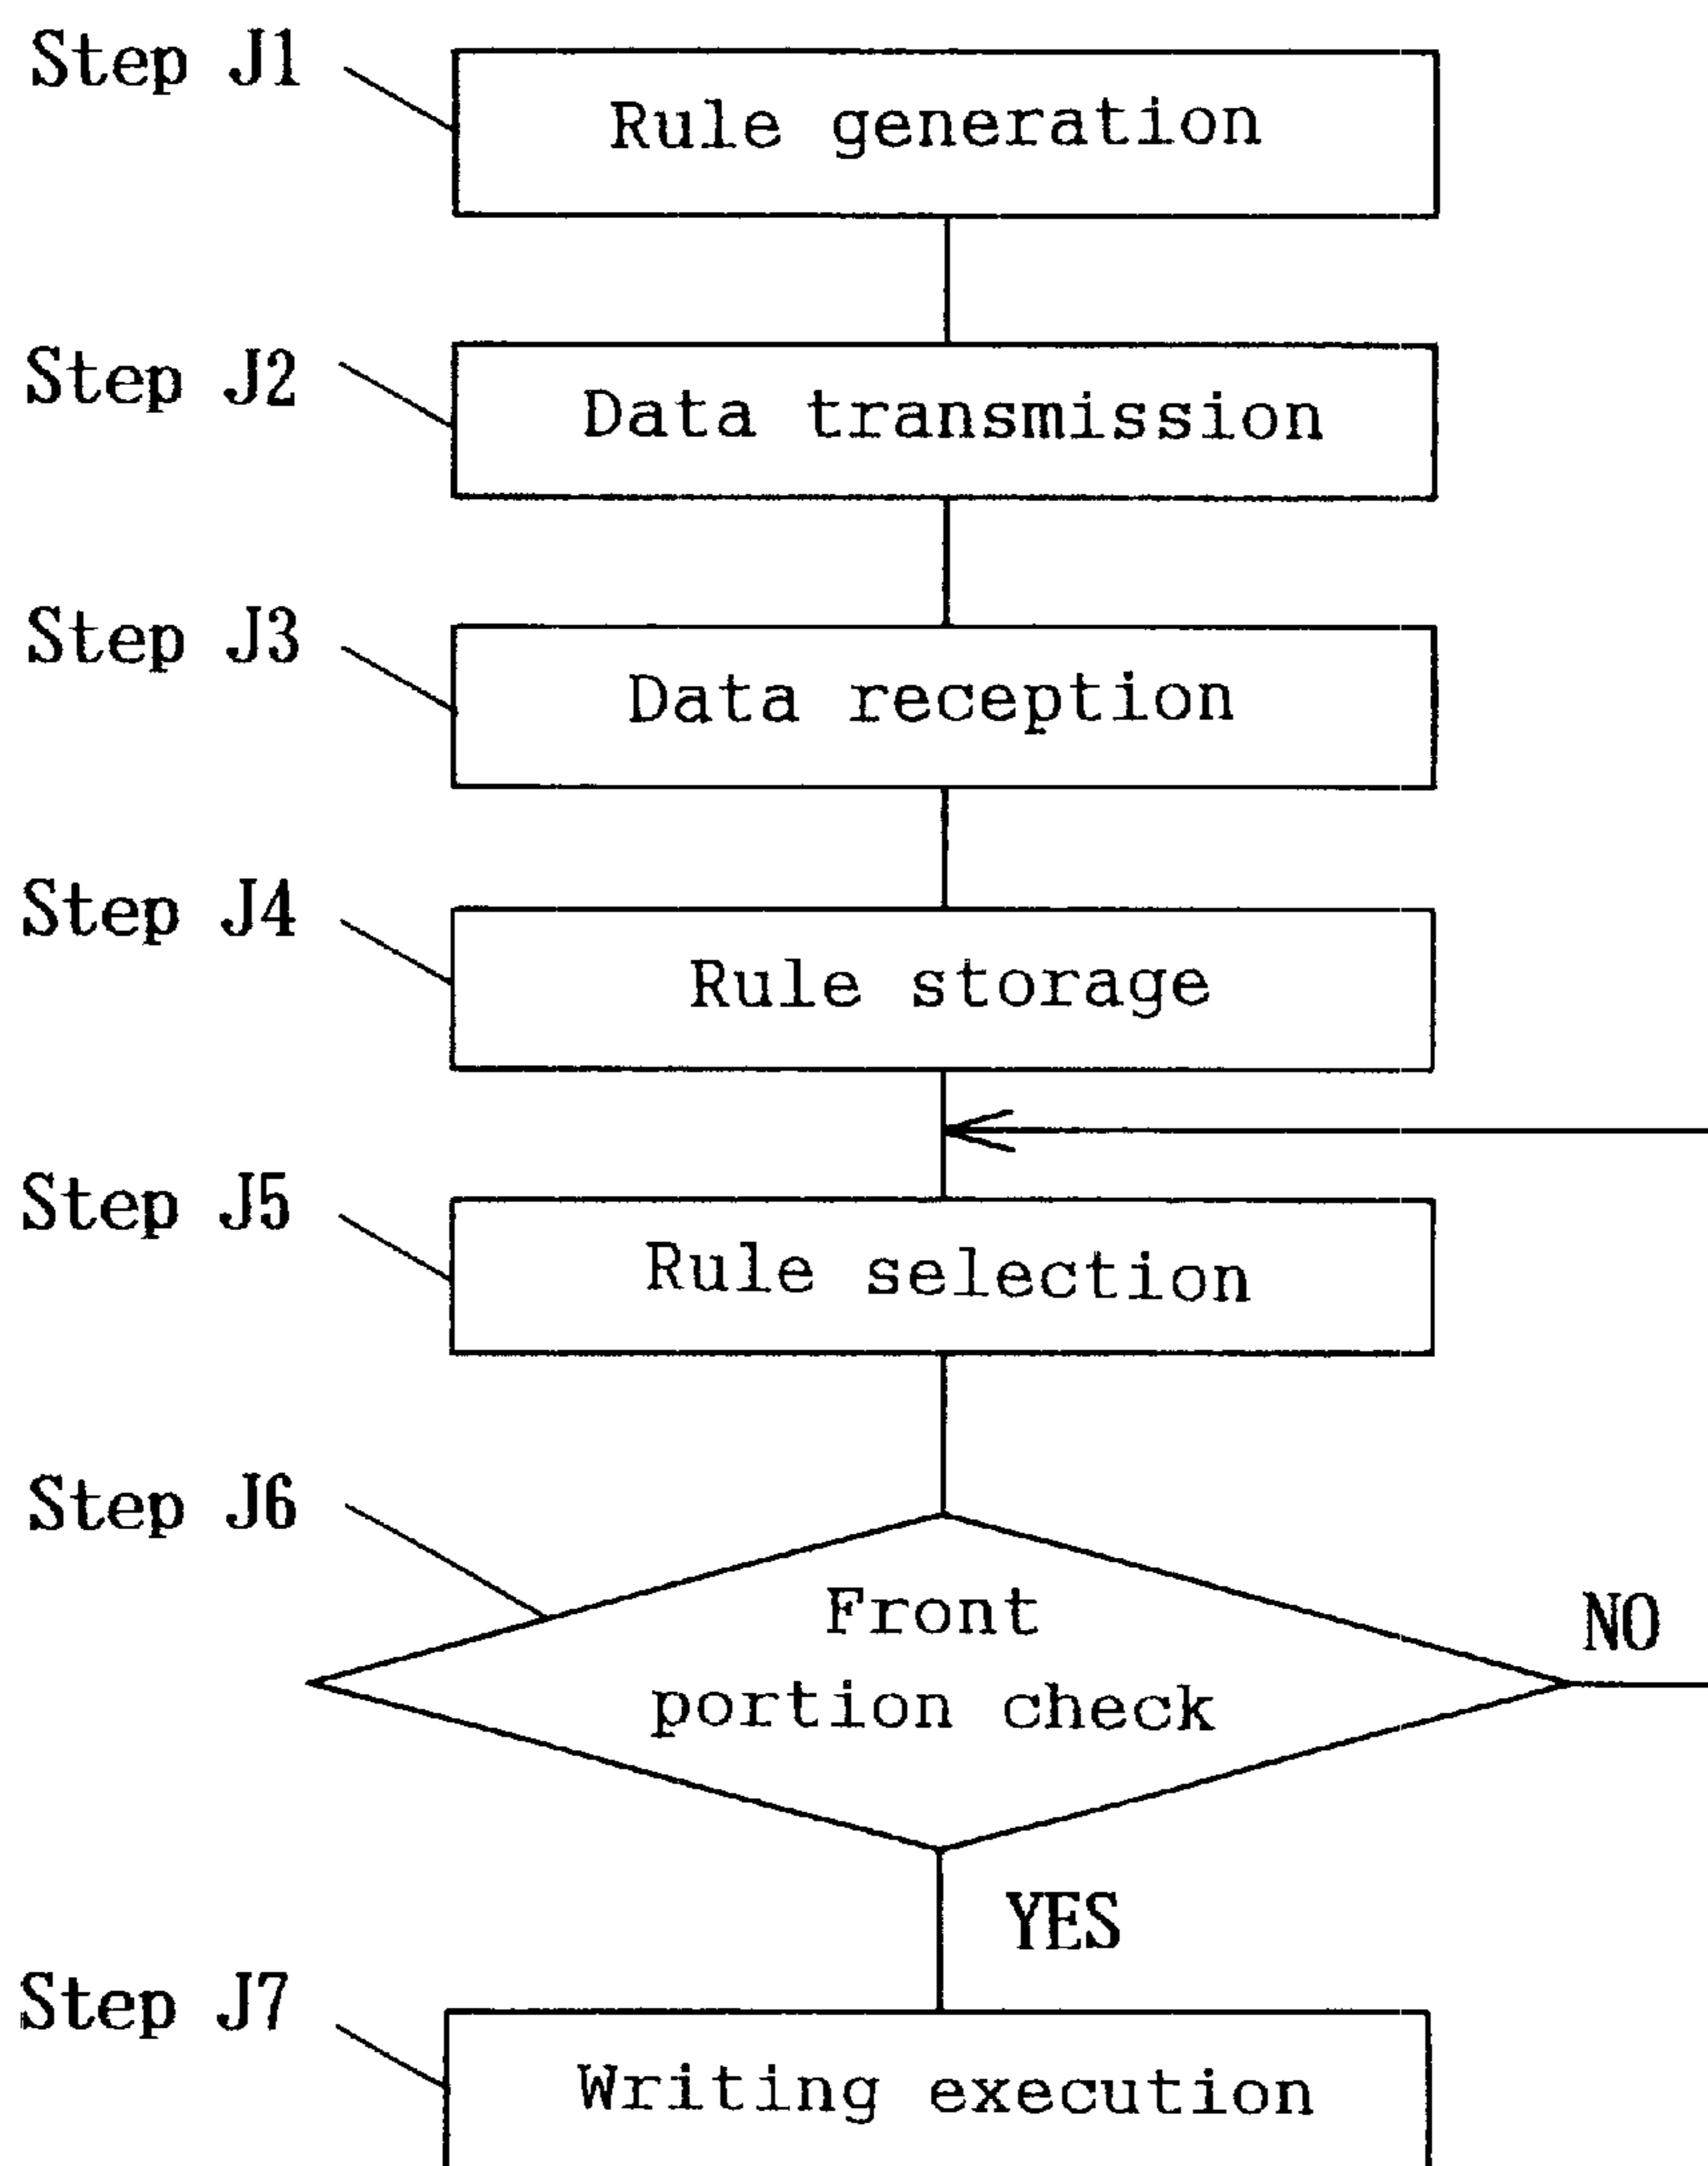 Step J1
Rule generation
Step J2
Data transmission
Step J3
Data reception
Step J4
Rule storage
Step J5
Rule selection
Step J6
Front
portion check
NO
YES
Step J7
Writing execution